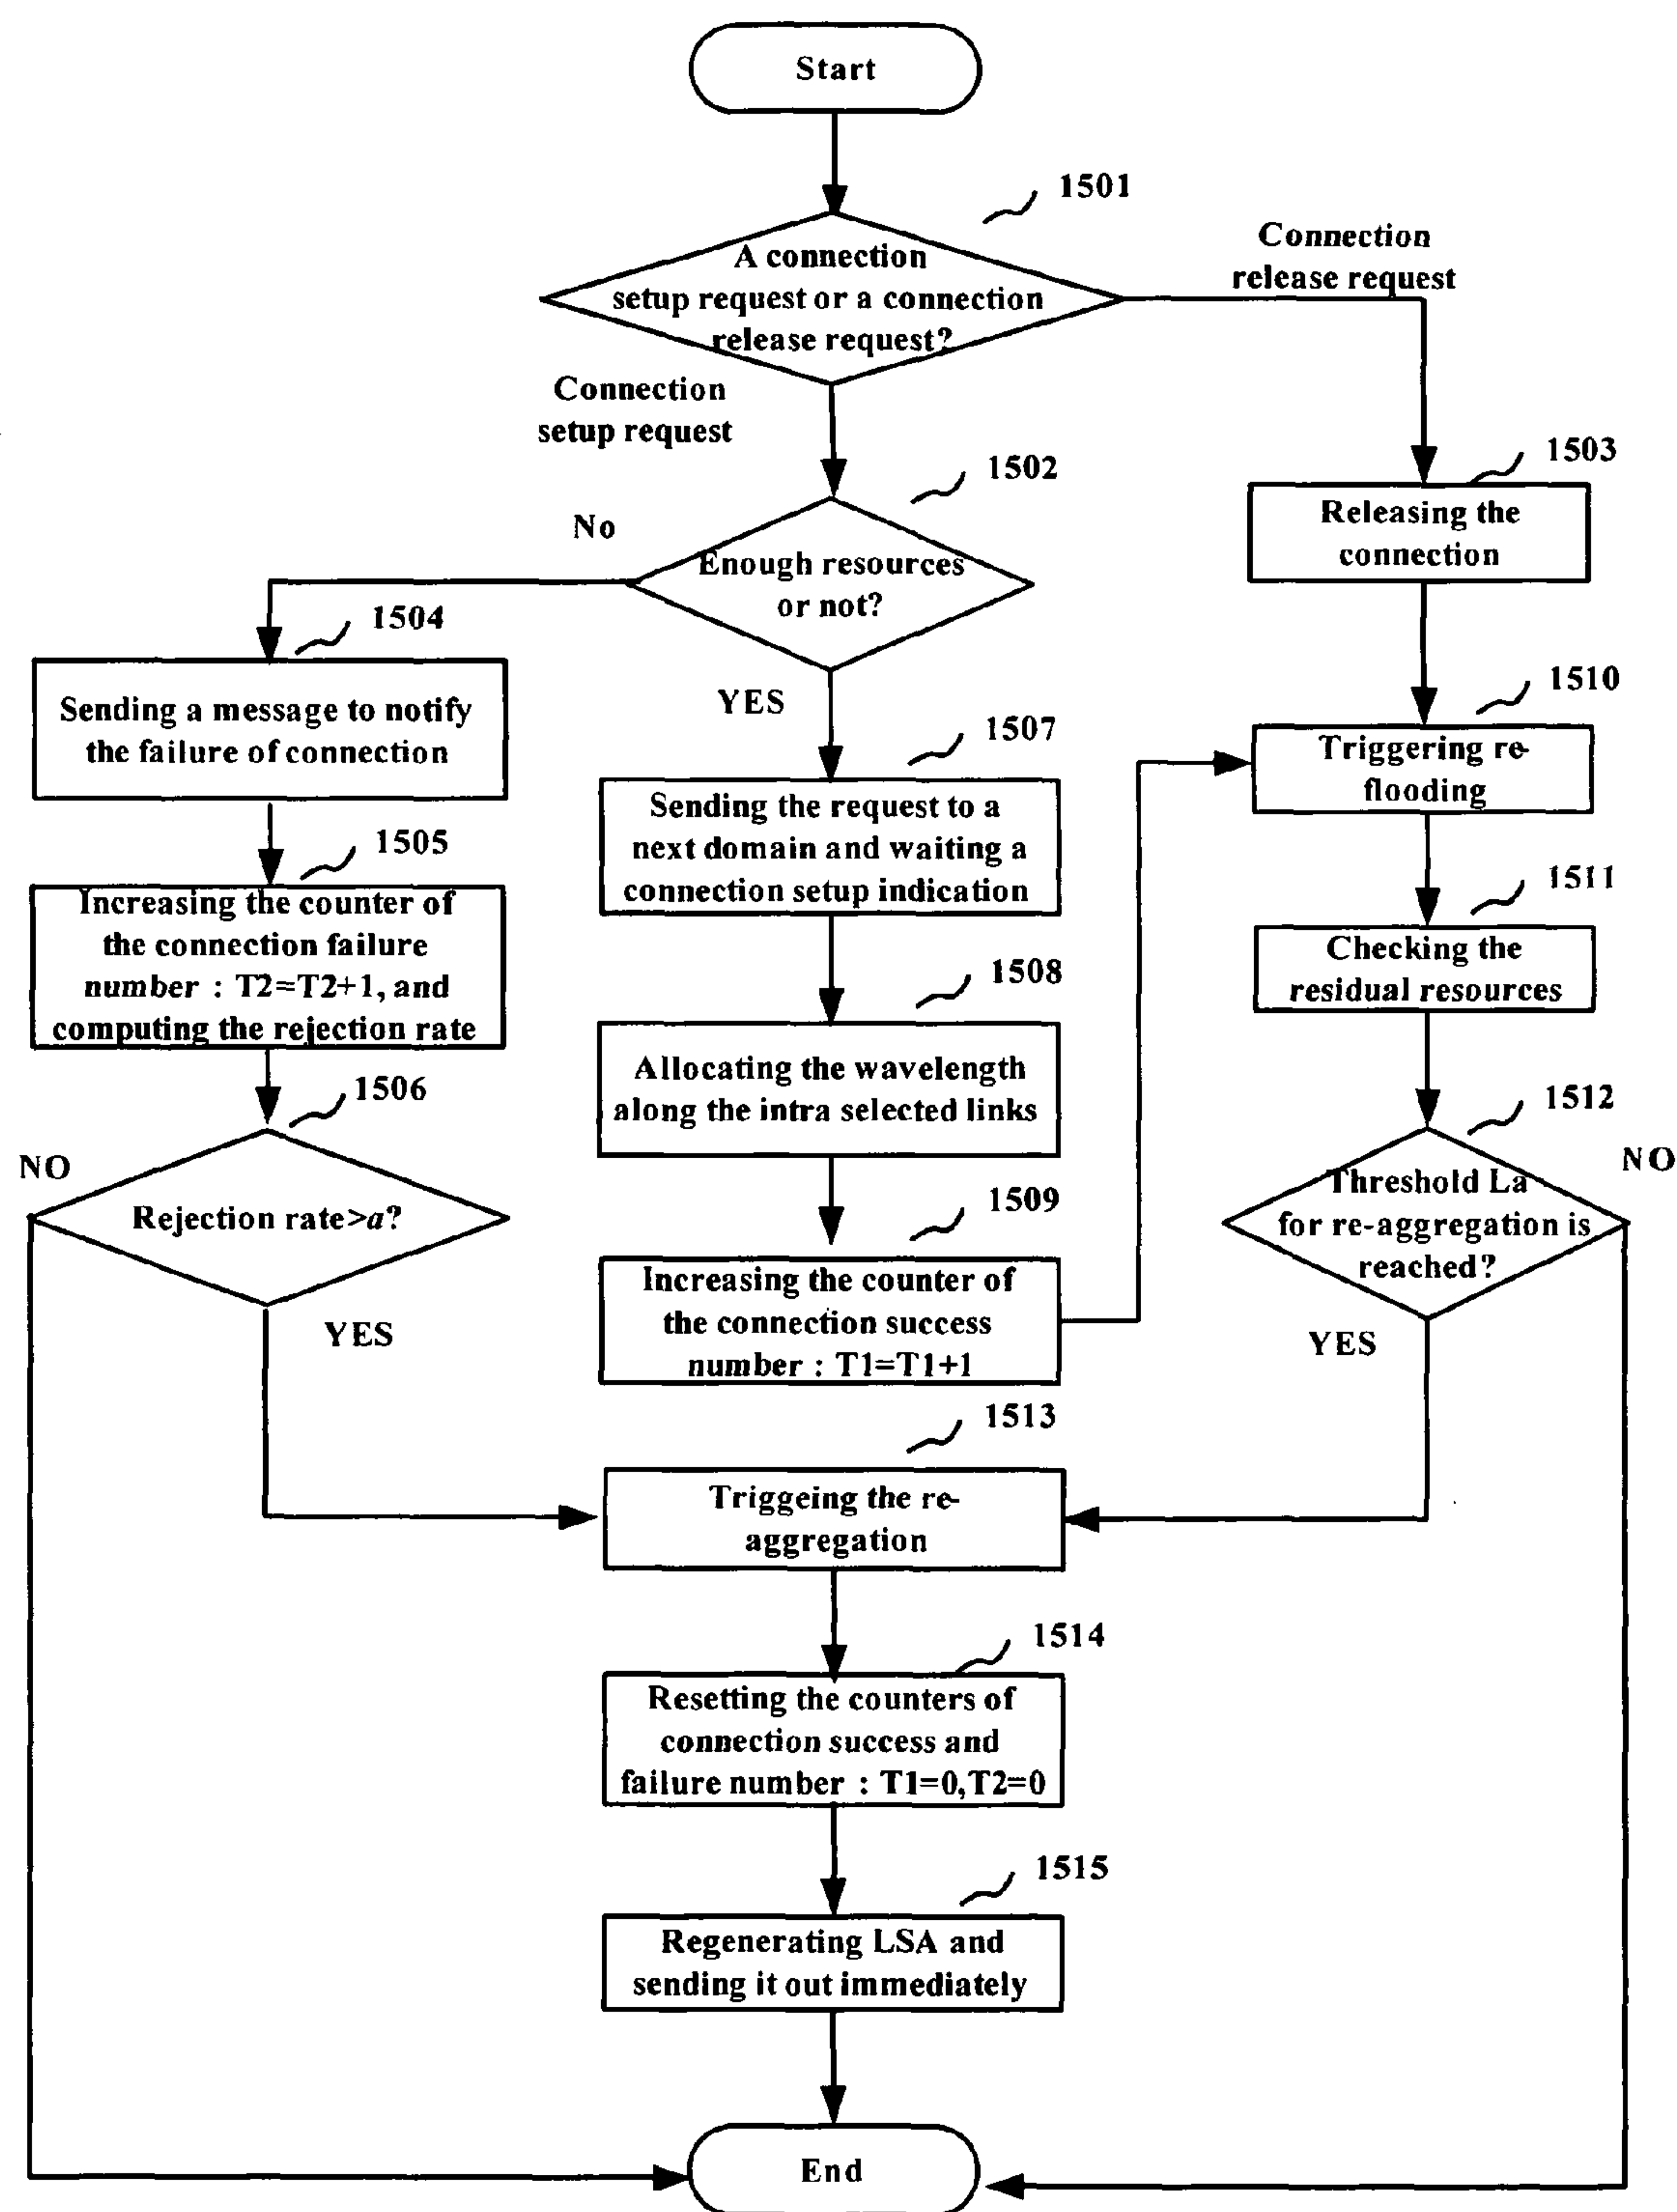 Start
1501
A connection
setup request or a connection
release request?
Connection
release request
Connection
setup request
1502
Enough resources
or not?
No
YES
1503
Releasing the
connection
1504
Sending a message to notify
the failure of connection
1505
Increasing the counter of
the connection failure
number : T2=T2+1, and
computing the rejection rate
1506
Rejection rate>a?
NO
YES
1507
Sending the request to a
next domain and waiting a
connection setup indication
1508
Allocating the wavelength
along the intra selected links
1509
Increasing the counter of
the connection success
number : T1=T1+1
1510
Triggering re-
flooding
1511
Checking the
residual resources
1512
Threshold La
for re-aggregation is
reached?
NO
YES
1513
Triggeing the re-
aggregation
1514
Resetting the counters of
connection success and
failure number : T1=0,T2=0
1515
Regenerating LSA and
sending it out immediately
End